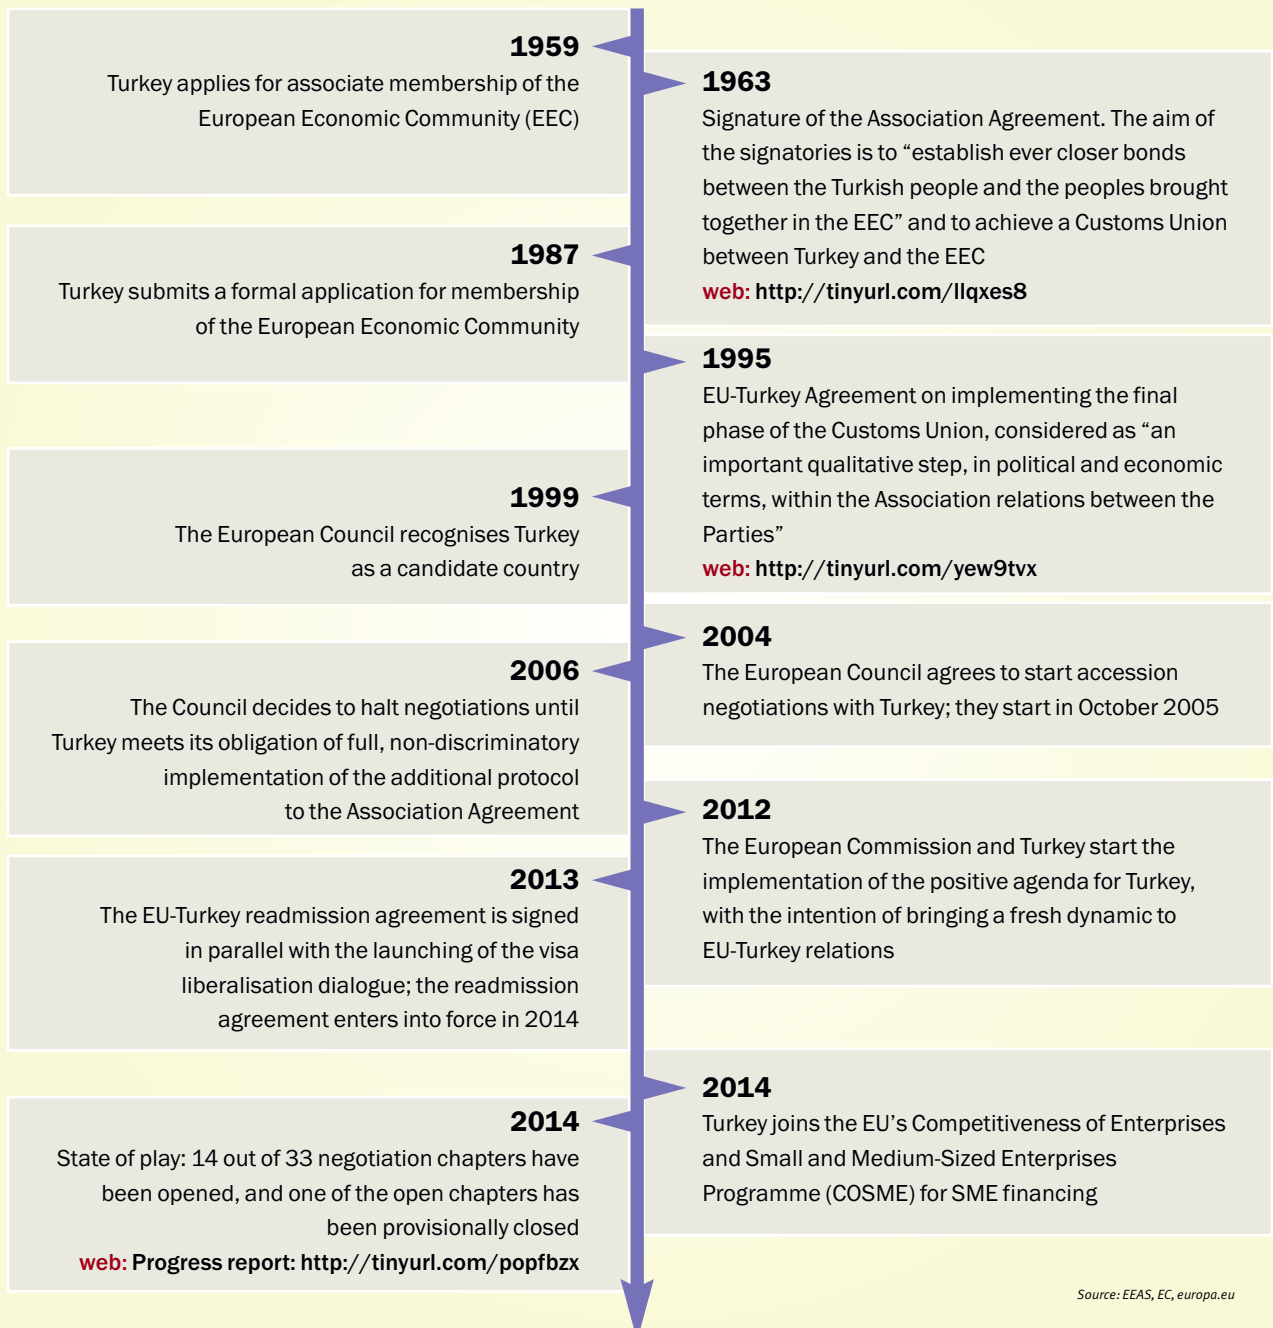 1959
Turkey applies for associate membership of the
European Economic Community (EEC)
1963
Signature of the Association Agreement. The aim of
the signatories is to “establish ever closer bonds
between the Turkish people and the peoples brought
together in the EEC” and to achieve a Customs Union
between Turkey and the EEC
web: http://tinyurl.com/llqxes8
1987
Turkey submits a formal application for membership
of the European Economic Community
1995
EU-Turkey Agreement on implementing the final
phase of the Customs Union, considered as “an
important qualitative step, in political and economic
terms, within the Association relations between the
Parties”
web: http://tinyurl.com/yew9tvx
1999
The European Council recognises Turkey
as a candidate country
2004
The European Council agrees to start accession
negotiations with Turkey; they start in October 2005
2006
The Council decides to halt negotiations until
Turkey meets its obligation of full, non-discriminatory
implementation of the additional protocol
to the Association Agreement
2012
The European Commission and Turkey start the
implementation of the positive agenda for Turkey,
with the intention of bringing a fresh dynamic to
EU-Turkey relations
2013
The EU-Turkey readmission agreement is signed
in parallel with the launching of the visa
liberalisation dialogue; the readmission
agreement enters into force in 2014
2014
Turkey joins the EU’s Competitiveness of Enterprises
and Small and Medium-Sized Enterprises
Programme (COSME) for SME financing
2014
State of play: 14 out of 33 negotiation chapters have
been opened, and one of the open chapters has
been provisionally closed
web: Progress report: http://tinyurl.com/popfbzx
Source: EEAS, EC, europa.eu